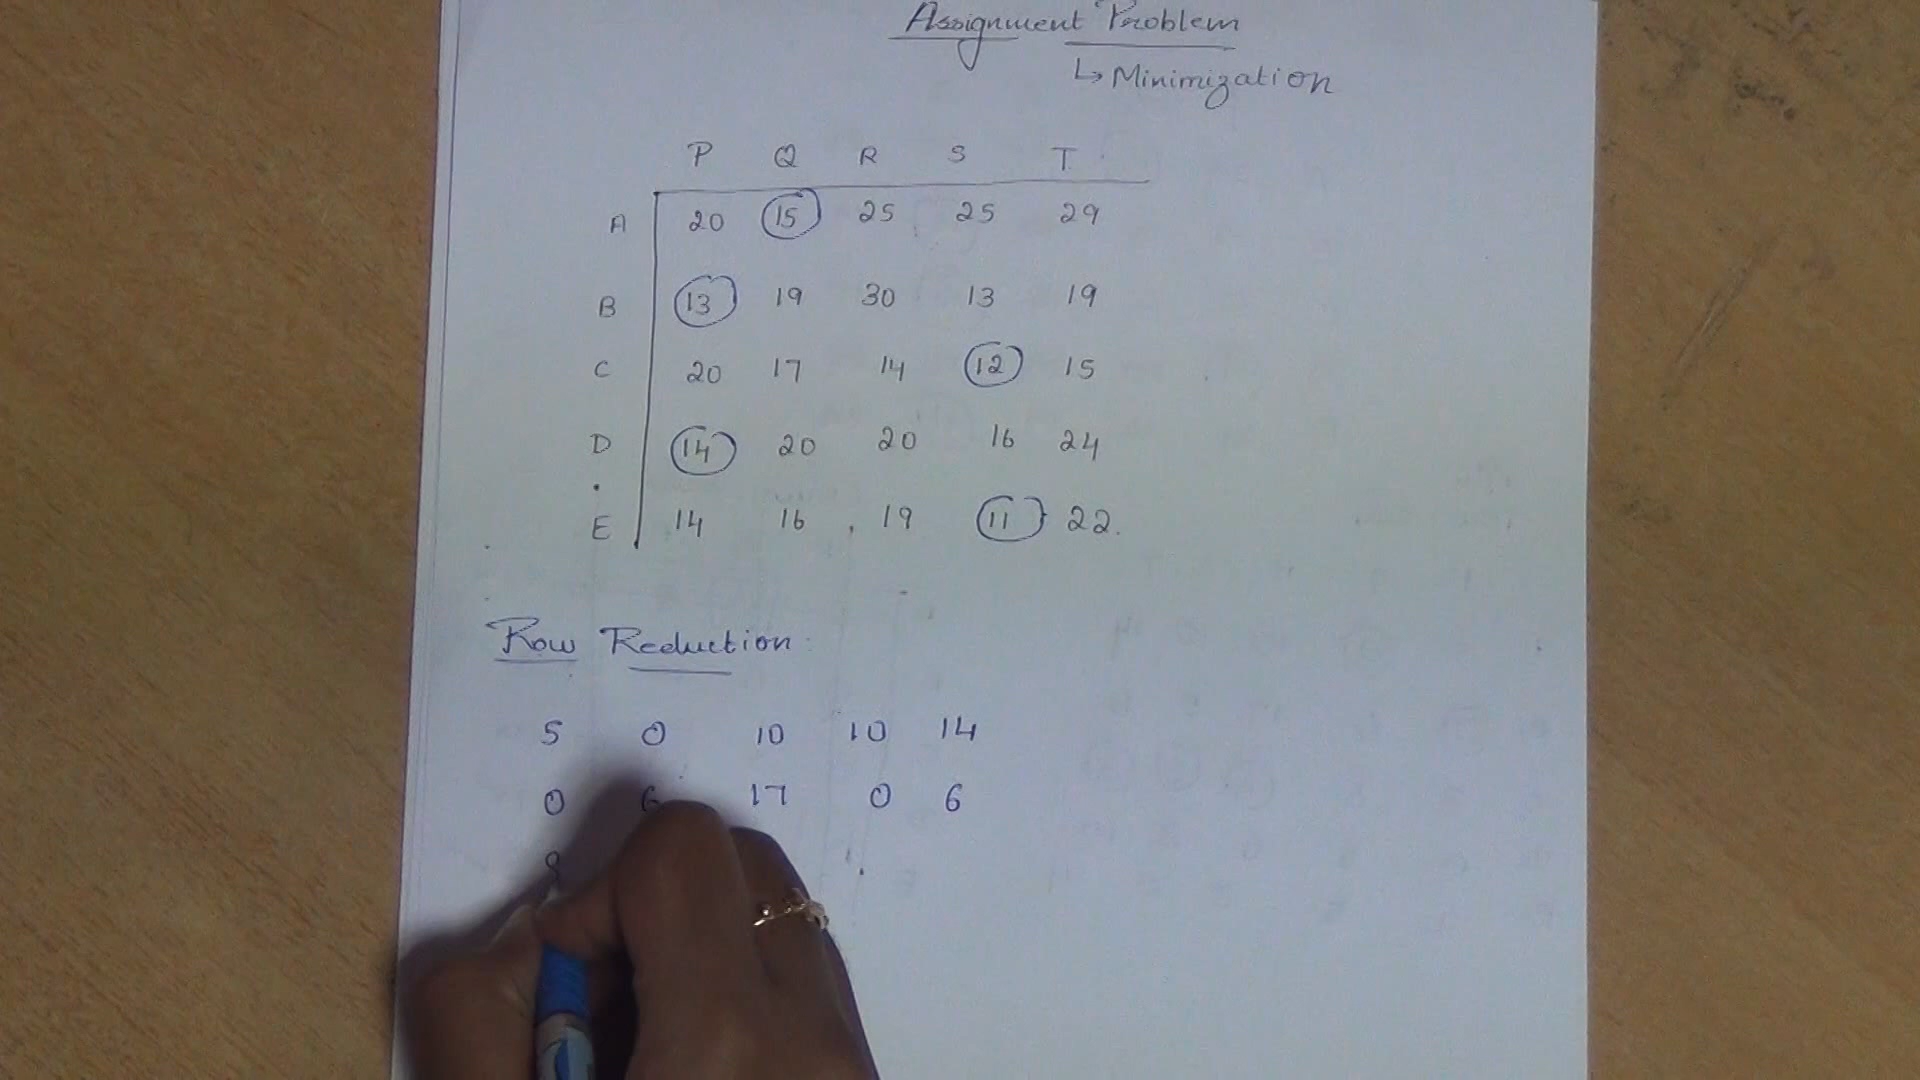 Assignment Problem
↳ Minimization
P Q R S T
A 20 15 25 25 29
B 13 19 30 13 19
C 20 17 14 12 15
D 14 20 20 16 24
E 14 16 19 11 22.
Row Reduction:
5 0 10 10 14
0 6 17 0 6